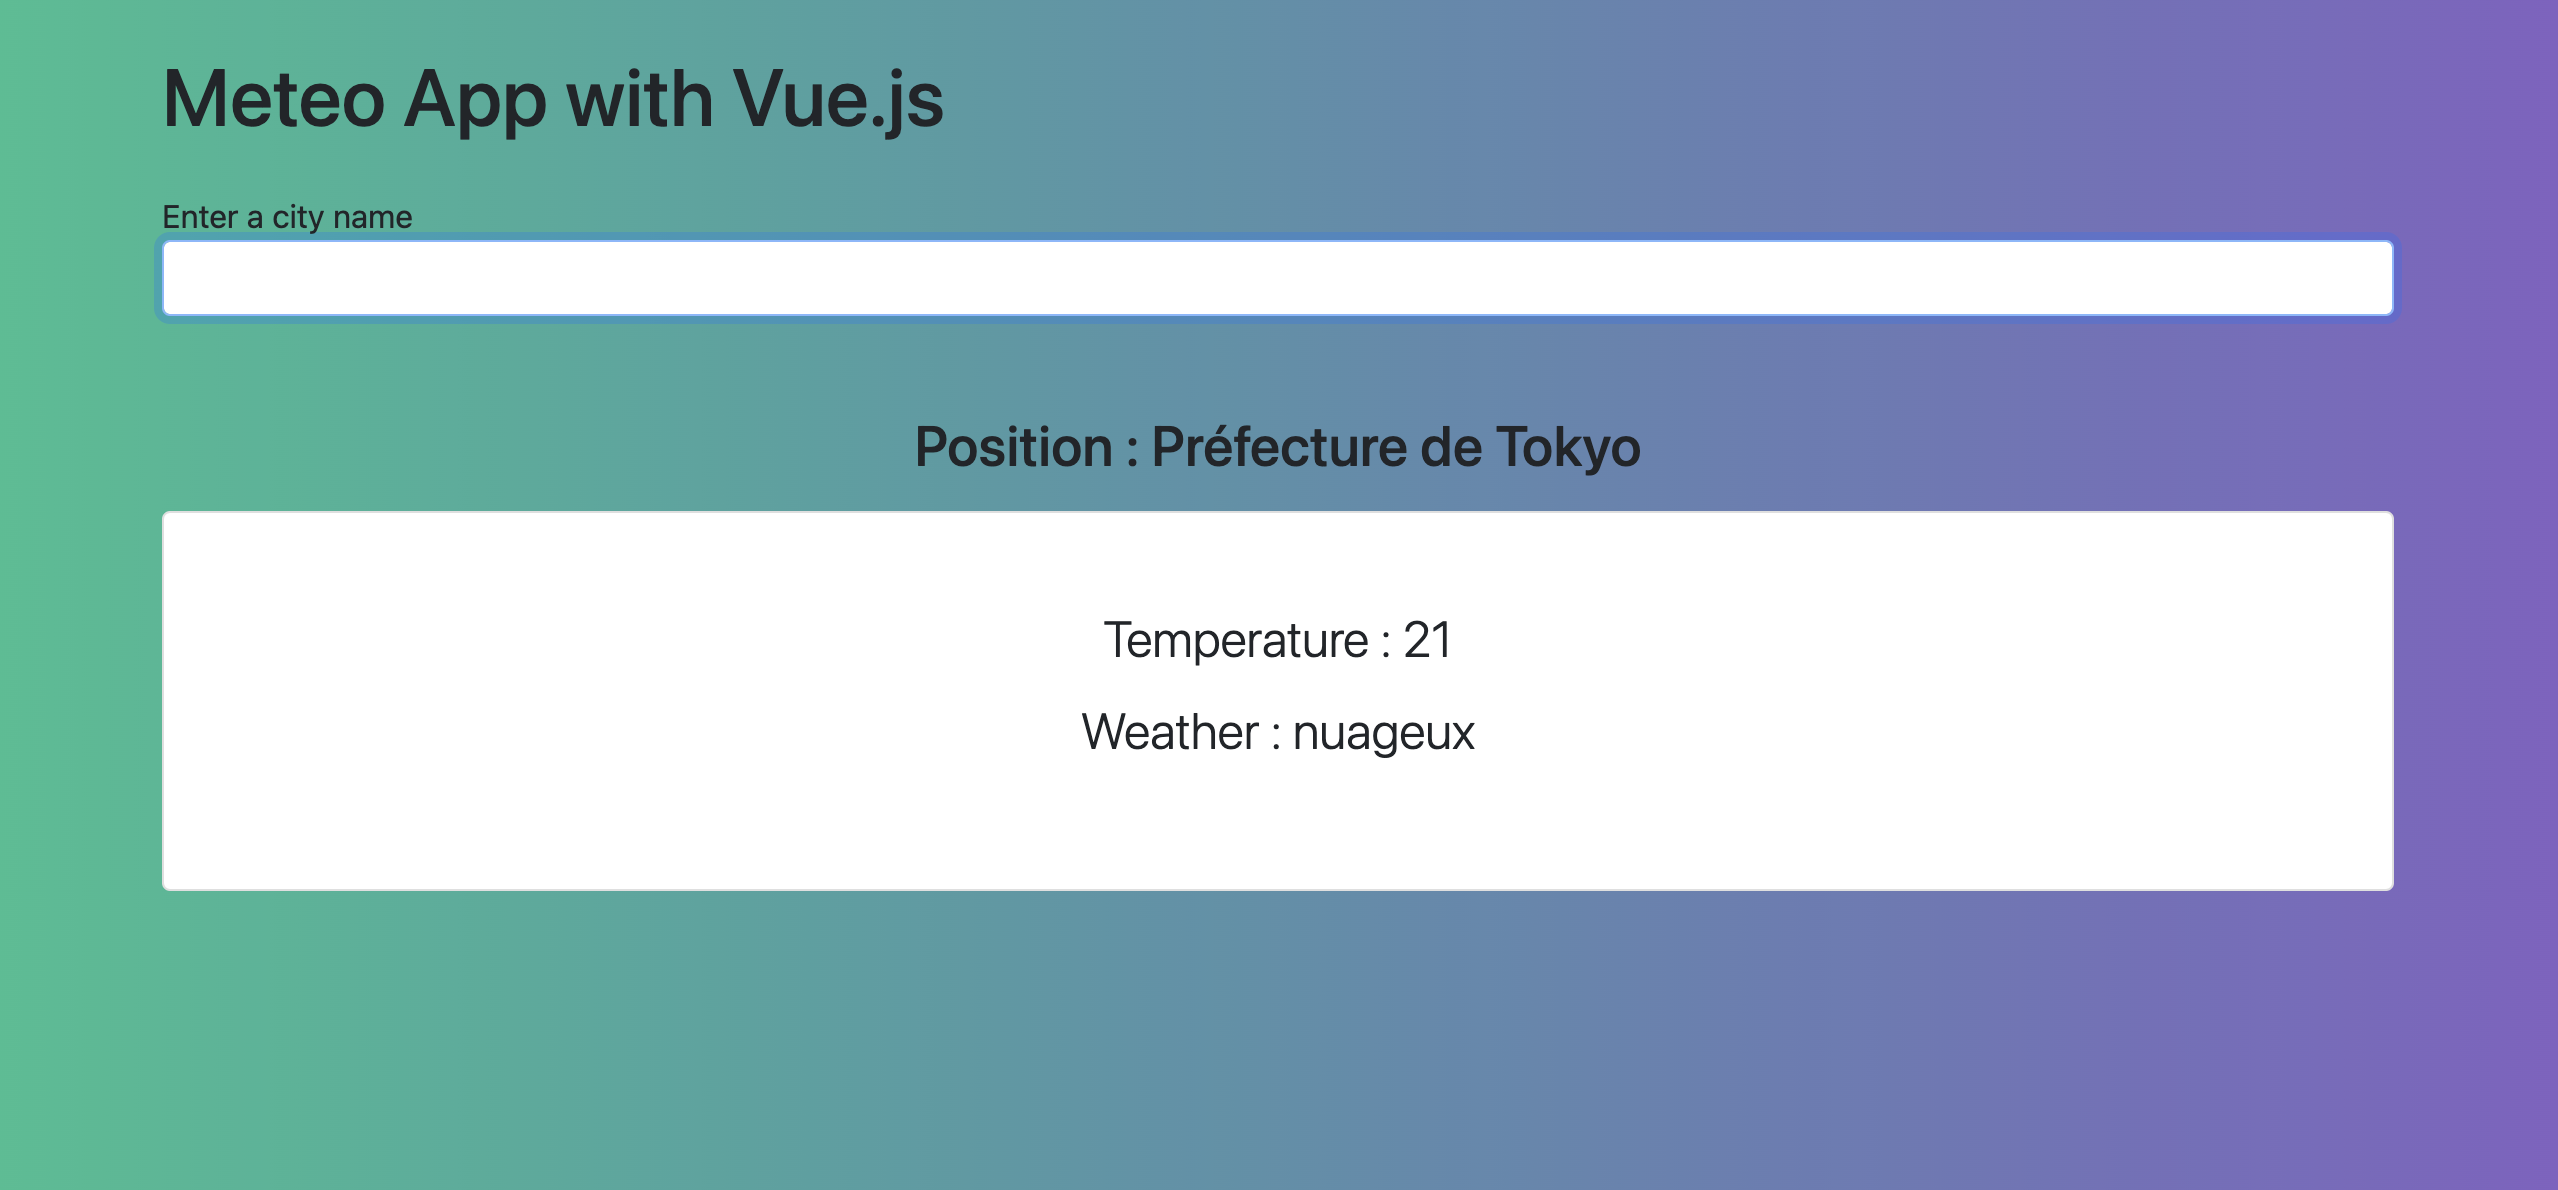 Meteo App with Vue.js
Enter a city name
Position : Préfecture de Tokyo
Temperature : 21
Weather : nuageux